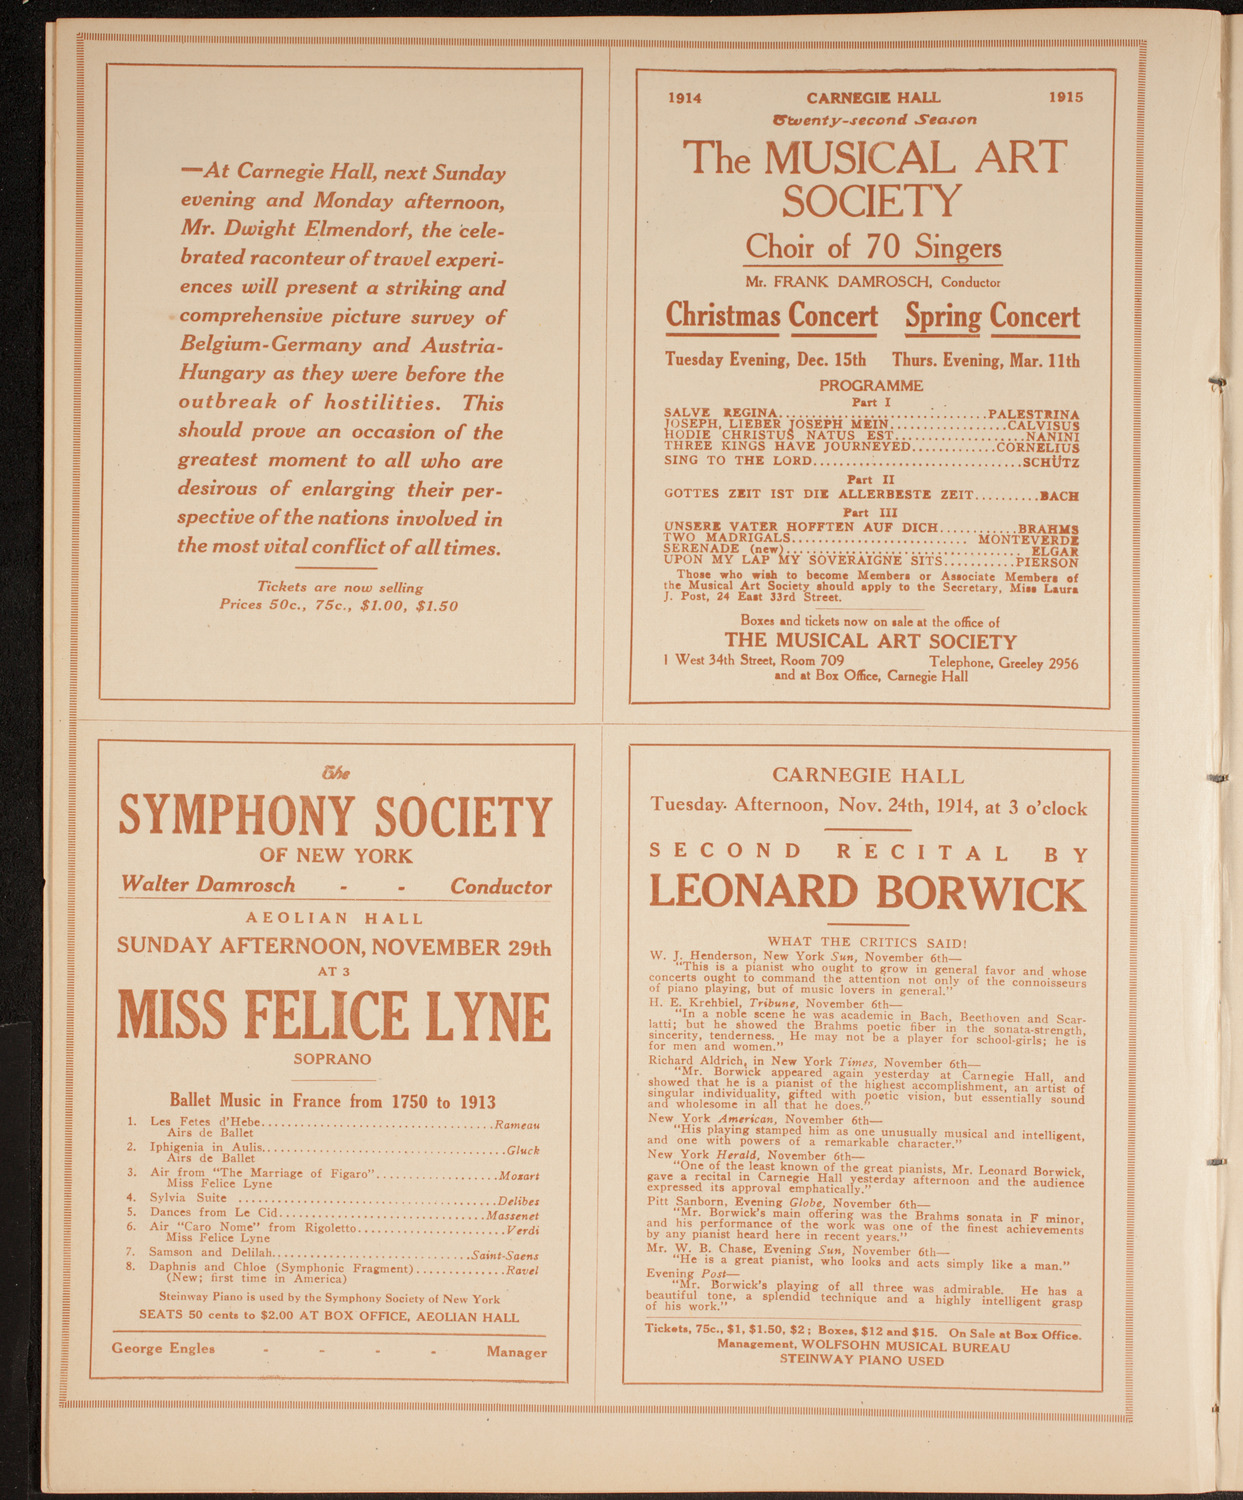 —At Carnegie Hall, next Sunday
evening and Monday afternoon,
Mr. Dwight Elmendorf, the cele-
brated raconteur of travel experi-
ences will present a striking and
comprehensive picture survey of
Belgium-Germany and Austria-
Hungary as they were before the
outbreak of hostilities. This
should prove an occasion of the
greatest moment to all who are
desirous of enlarging their per-
spective of the nations involved in
the most vital conflict of all times.
Tickets are now selling
Prices 50c., 75c., $1.00, $1.50
1914 CARNEGIE HALL 1915
Twenty-second Season
The MUSICAL ART
SOCIETY
Choir of 70 Singers
Mr. FRANK DAMROSCH, Conductor
Christmas Concert Spring Concert
Tuesday Evening, Dec. 15th Thurs. Evening, Mar. 11th
PROGRAMME
Part I
SALVE REGINA..............................PALESTRINA
JOSEPH, LIEBER JOSEPH MEIN.................CALVISUS
HODIE CHRISTUS NATUS EST...................NANINI
THREE KINGS HAVE JOURNEYED.............CORNELIUS
SING TO THE LORD...............................SCHÜTZ
Part II
GOTTES ZEIT IST DIE ALLERBESTE ZEIT..........BACH
Part III
UNSERE VATER HOFFTEN AUF DICH............BRAHMS
TWO MADRIGALS.......................... MONTEVERDE
SERENADE (new)................................... ELGAR
UPON MY LAP MY SOVERAIGNE SITS...........PIERSON
Those who wish to become Members or Associate Members of
the Musical Art Society should apply to the Secretary, Miss Laura
J. Post, 24 East 33rd Street.
Boxes and tickets now on sale at the office of
THE MUSICAL ART SOCIETY
1 West 34th Street, Room 709 Telephone, Greeley 2956
and at Box Office, Carnegie Hall
The
SYMPHONY SOCIETY
OF NEW YORK
Walter Damrosch - - Conductor
AEOLIAN HALL
SUNDAY AFTERNOON, NOVEMBER 29th
AT 3
MISS FELICE LYNE
SOPRANO
Ballet Music in France from 1750 to 1913
1. Les Fetes d'Hebe...................................Rameau
Airs de Ballet
2. Iphigenia in Aulis....................................Gluck
Airs de Ballet
3. Air from "The Marriage of Figaro"..................Mozart
Miss Felice Lyne
4. Sylvia Suite .......................................Delibes
5. Dances from Le Cid...............................Massenet
6. Air "Caro Nome" from Rigoletto......................Verdi
Miss Felice Lyne
7. Samson and Delilah..............................Saint-Saens
8. Daphnis and Chloe (Symphonic Fragment)..............Ravel
(New; first time in America)
Steinway Piano is used by the Symphony Society of New York
SEATS 50 cents to $2.00 AT BOX OFFICE, AEOLIAN HALL
George Engles - - - - Manager
CARNEGIE HALL
Tuesday. Afternoon, Nov. 24th, 1914, at 3 o'clock
SECOND RECITAL BY
LEONARD BORWICK
WHAT THE CRITICS SAID!
W. J. Henderson, New York Sun, November 6th—
"This is a pianist who ought to grow in general favor and whose
concerts ought to command the attention not only of the connoisseurs
of piano playing, but of music lovers in general."
H. E. Krehbiel, Tribune, November 6th—
"In a noble scene he was academic in Bach, Beethoven and Scar-
latti; but he showed the Brahms poetic fiber in the sonata-strength,
sincerity, tenderness. He may not be a player for school-girls; he is
for men and women."
Richard Aldrich, in New York Times, November 6th—
"Mr. Borwick appeared again yesterday at Carnegie Hall, and
showed that he is a pianist of the highest accomplishment, an artist of
singular individuality, gifted with poetic vision, but essentially sound
and wholesome in all that he does."
New York American, November 6th—
"His playing stamped him as one unusually musical and intelligent,
and one with powers of a remarkable character."
New York Herald, November 6th—
"One of the least known of the great pianists, Mr. Leonard Borwick,
gave a recital in Carnegie Hall yesterday afternoon and the audience
expressed its approval emphatically."
Pitt Sanborn, Evening Globe, November 6th—
"Mr. Borwick's main offering was the Brahms sonata in F minor,
and his performance of the work was one of the finest achievements
by any pianist heard here in recent years."
Mr. W. B. Chase, Evening Sun, November 6th—
"He is a great pianist, who looks and acts simply like a man."
Evening Post—
"Mr. Borwick's playing of all three was admirable. He has a
beautiful tone, a splendid technique and a highly intelligent grasp
of his work."
Tickets, 75c., $1, $1.50, $2; Boxes, $12 and $15. On Sale at Box Office.
Management, WOLFSOHN MUSICAL BUREAU
STEINWAY PIANO USED